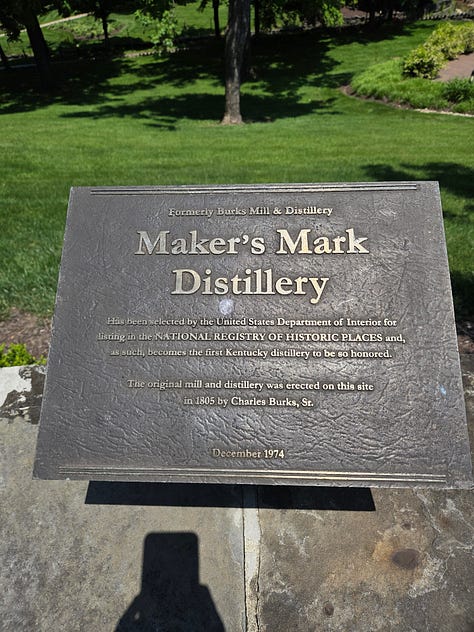 Formerly Burks Mill & Distillery
Maker's Mark
Distillery
Has been selected by the United States Department of Interior for
listing in the NATIONAL REGISTRY OF HISTORIC PLACES and,
as such, becomes the first Kentucky distillery to be so honored.
The original mill and distillery was erected on this site
in 1805 by Charles Burks, Sr.
December 1974